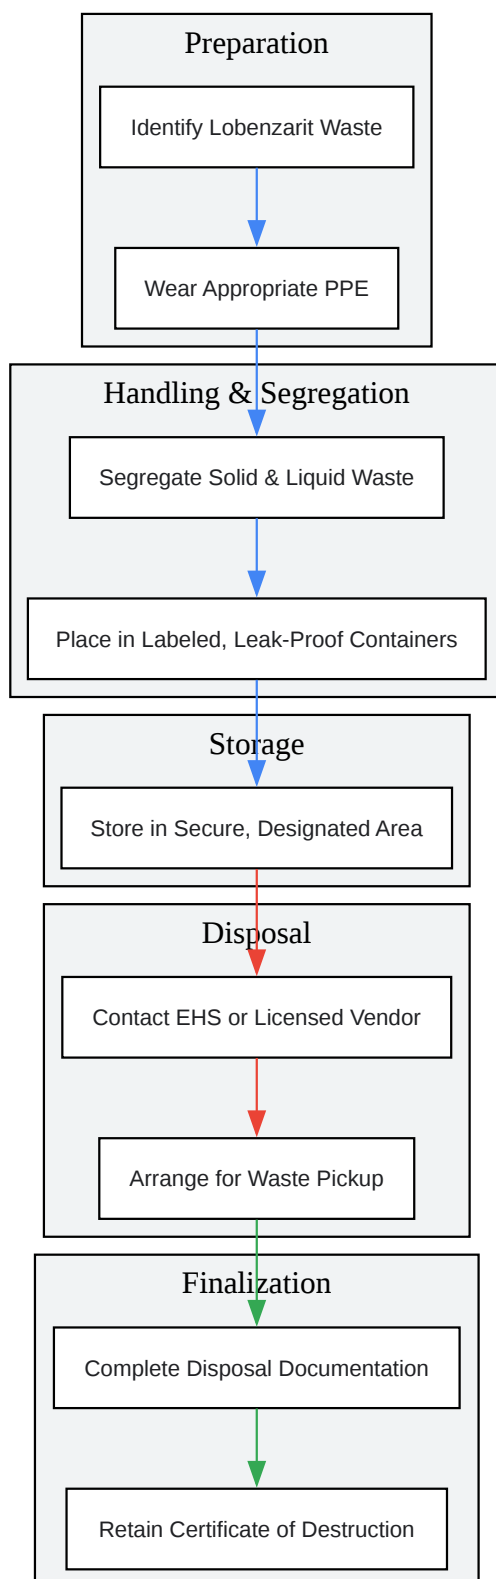 Preparation
Identify Lobenzarit Waste
Wear Appropriate PPE
Handling & Segregation
Segregate Solid & Liquid Waste
Place in Labeled, Leak-Proof Containers
Storage
Store in Secure, Designated Area
Disposal
Contact EHS or Licensed Vendor
Arrange for Waste Pickup
Finalization
Complete Disposal Documentation
Retain Certificate of Destruction